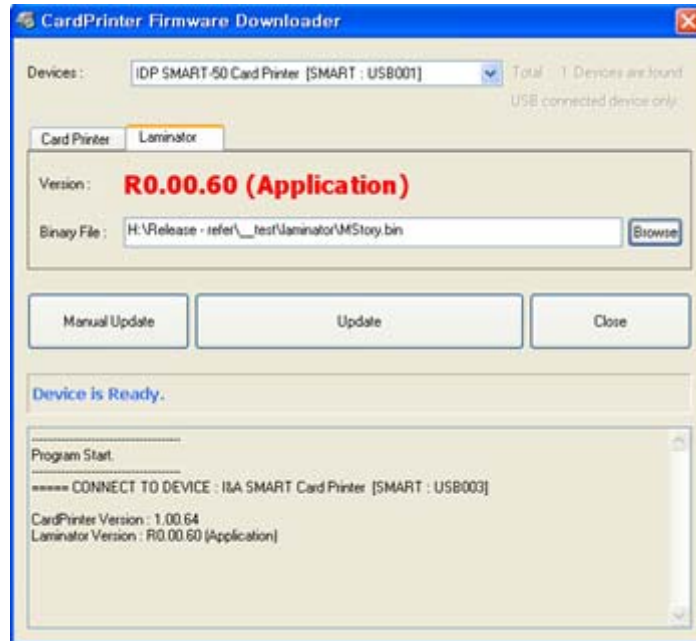 CardPrinter Firmware Downloader
Devices : IDP SMART-50 Card Printer [SMART : USB001] Total 1 Devices are found
USB connected device only.
Card Printer Laminator
Version : R0.00.60 (Application)
Binary File : H:\Release - refer\__test\laminator\MStory.bin Browse
Manual Update Update Close
Device is Ready.
---------------------------------
Program Start.
---------------------------------
===== CONNECT TO DEVICE : I&A SMART Card Printer [SMART : USB003]
CardPrinter Version : 1.00.64
Laminator Version : R0.00.60 (Application)